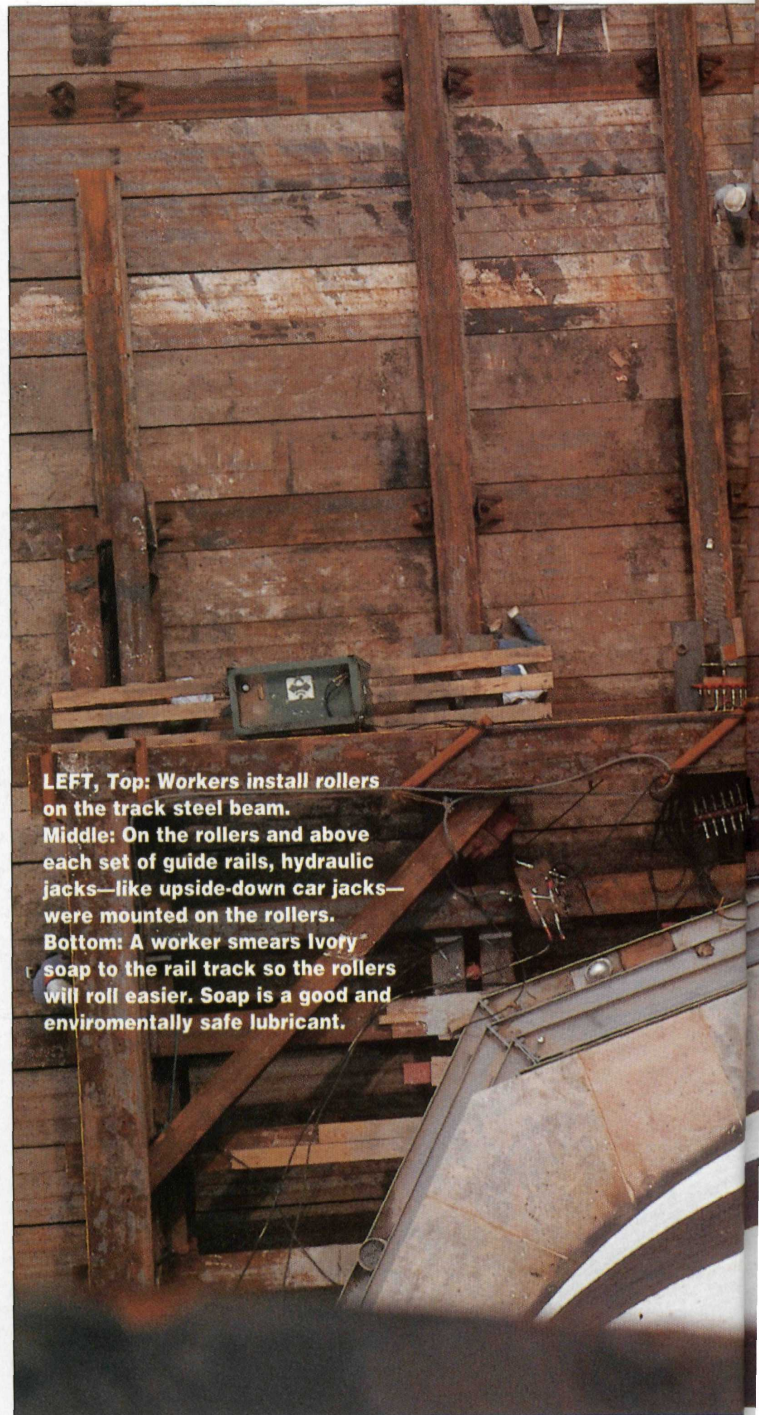 LEFT, Top: Workers install rollers
on the track steel beam.
Middle: On the rollers and above
each set of guide rails, hydraulic
jacks—like upside-down car jacks—
were mounted on the rollers.
Bottom: A worker smears Ivory
soap to the rail track so the rollers
will roll easier. Soap is a good and
enviromentally safe lubricant.